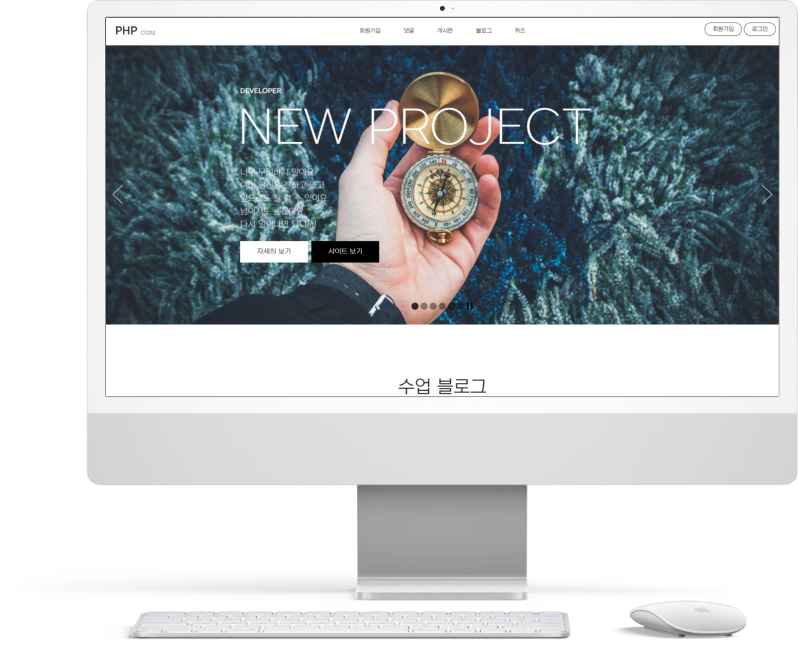 PHP class
회원가입 댓글 게시판 블로그 퀴즈
회원가입 로그인
DEVELOPER
NEW PROJECT
자세히 보기 사이트 보기
수업 블로그